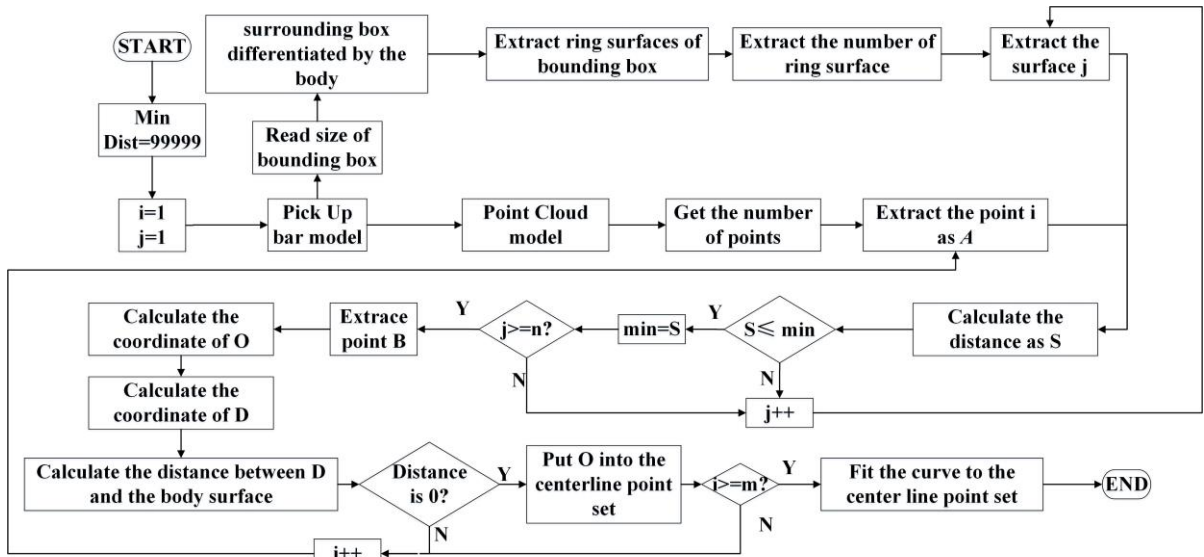 START
Min
Dist=99999
i=1
j=1
Pick Up
bar model
Read size of
bounding box
surrounding box
differentiated by the
body
Extract ring surfaces of
bounding box
Extract the number of
ring surface
Extract the
surface j
Point Cloud
model
Get the number
of points
Extract the point i
as A
Calculate the
distance as S
S≤ min
Y
N
min=S
j>=n?
Y
N
j++
Extrace
point B
Calculate the
coordinate of O
Calculate the
coordinate of D
Calculate the distance between D
and the body surface
Distance
is 0?
Y
N
Put O into the
centerline point
set
i>=m?
Y
N
i++
Fit the curve to the
center line point set
END